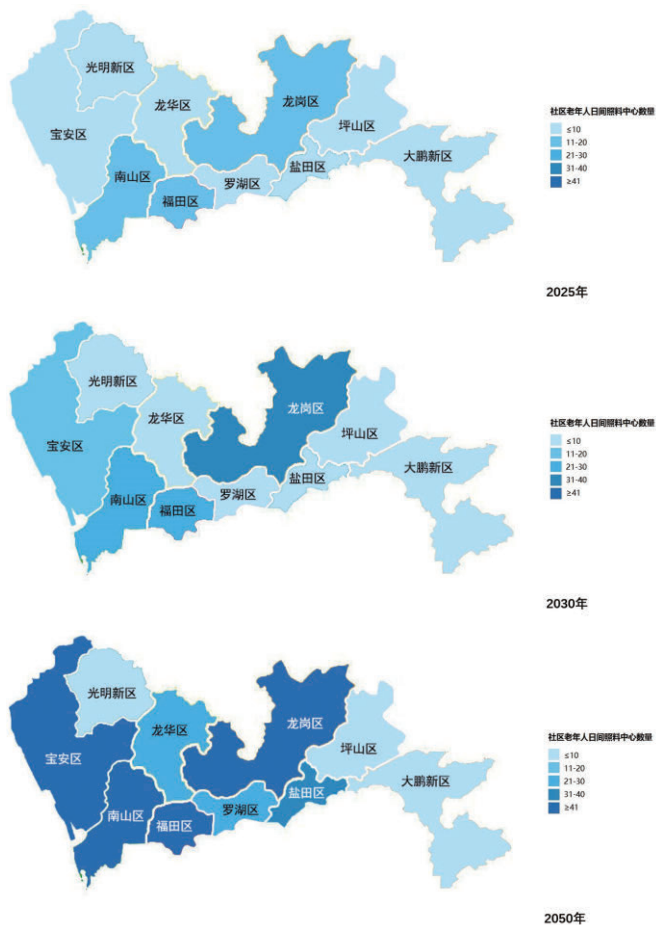 光明新区
龙华区
龙岗区
坪山区
宝安区
大鹏新区
南山区
罗湖区
盐田区
福田区
社区老年人日间照料中心数量
≤10
11-20
21-30
31-40
≥41
2025年
光明新区
龙华区
龙岗区
坪山区
宝安区
大鹏新区
南山区
罗湖区
盐田区
福田区
社区老年人日间照料中心数量
≤10
11-20
21-30
31-40
≥41
2030年
光明新区
龙华区
龙岗区
坪山区
宝安区
大鹏新区
南山区
罗湖区
盐田区
福田区
社区老年人日间照料中心数量
≤10
11-20
21-30
31-40
≥41
2050年